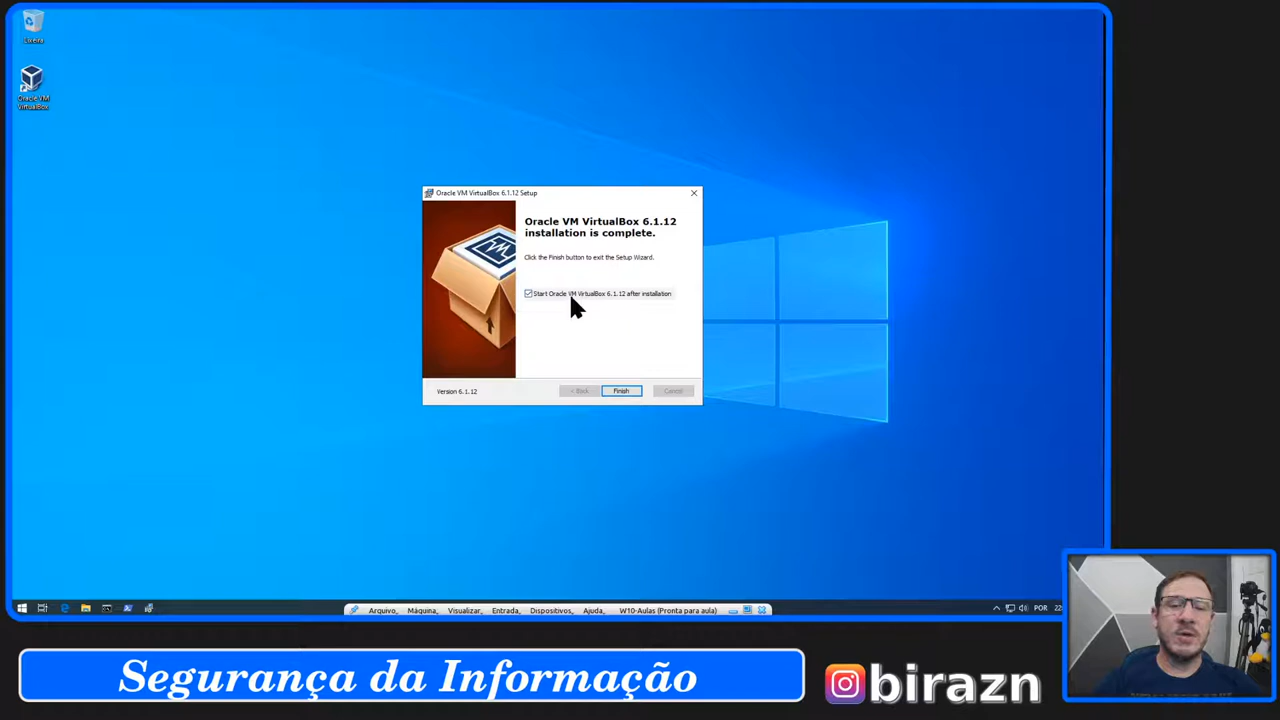 Lixeira
Oracle VM
VirtualBox
Oracle VM VirtualBox 6.1.12 Setup
Oracle VM VirtualBox 6.1.12
installation is complete.
Click the Finish button to exit the Setup Wizard.
Start Oracle VM VirtualBox 6.1.12 after installation
Version 6.1.12
< Back
Finish
Cancel
Arquivo, Máquina, Visualizar, Entrada, Dispositivos, Ajuda, W10-Aulas (Pronta para aula)
POR
Segurança da Informação
birazn